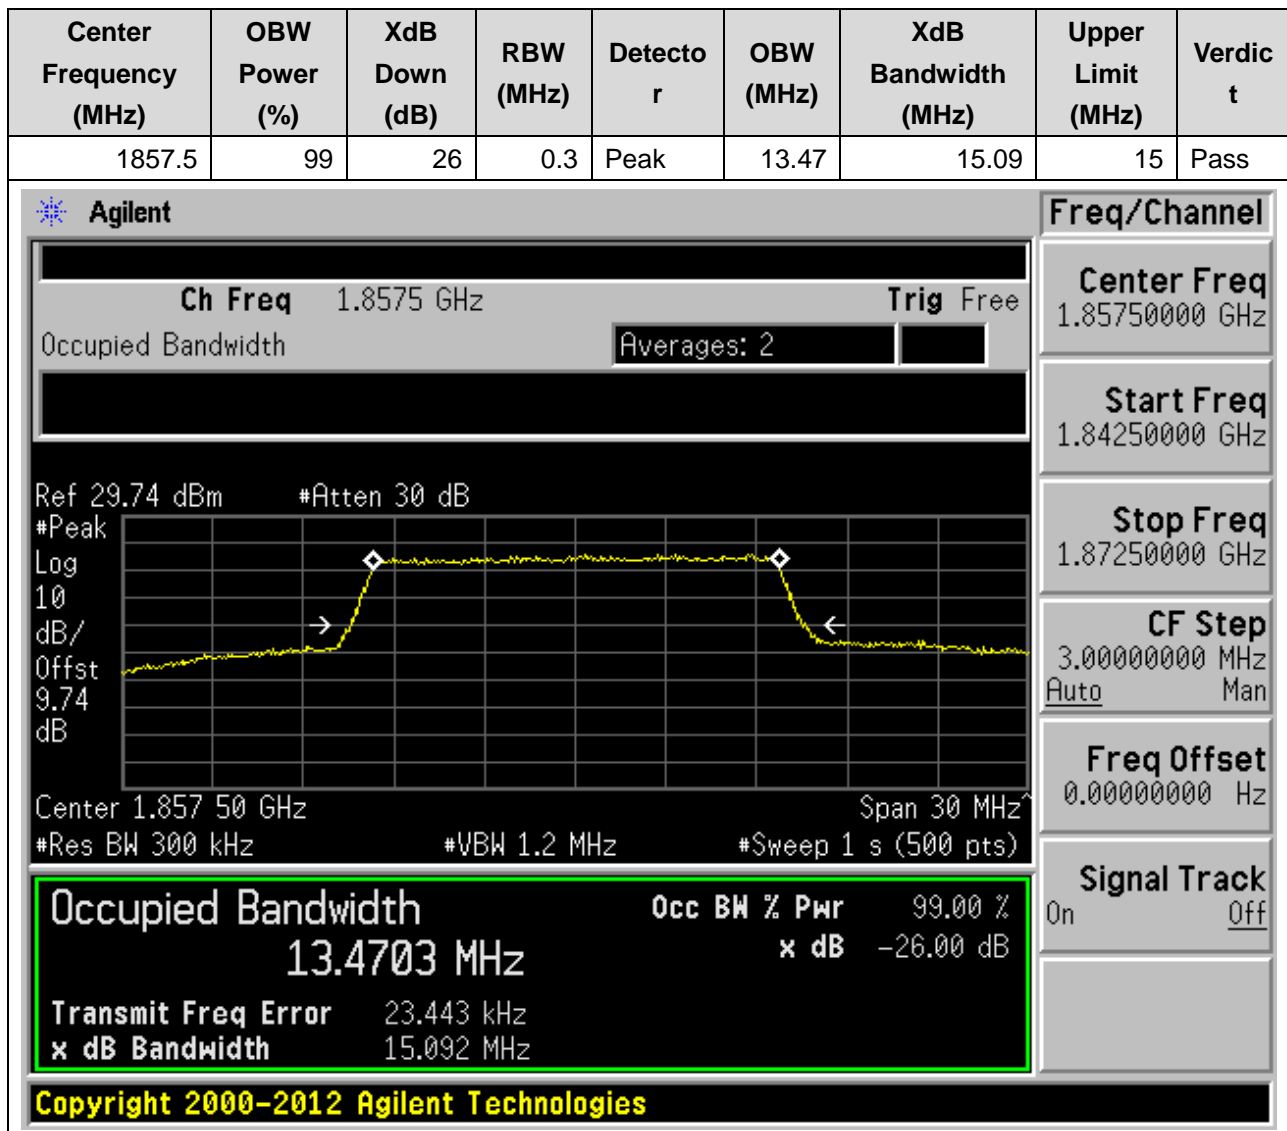 Center Frequency (MHz) OBW Power (%) XdB Down (dB) RBW (MHz) Detector OBW (MHz) XdB Bandwidth (MHz) Upper Limit (MHz) Verdict
1857.5 99 26 0.3 Peak 13.47 15.09 15 Pass
Agilent
Freq/Channel
Ch Freq 1.8575 GHz Trig Free
Occupied Bandwidth Averages: 2
Ref 29.74 dBm #Atten 30 dB
#Peak
Log
10
dB/
Offst
9.74
dB
Center 1.857 50 GHz Span 30 MHz^
#Res BW 300 kHz #VBW 1.2 MHz #Sweep 1 s (500 pts)
Occupied Bandwidth Occ BW % Pwr 99.00 %
13.4703 MHz x dB -26.00 dB
Transmit Freq Error 23.443 kHz
x dB Bandwidth 15.092 MHz
Center Freq
1.85750000 GHz
Start Freq
1.84250000 GHz
Stop Freq
1.87250000 GHz
CF Step
3.00000000 MHz
Auto Man
Freq Offset
0.00000000 Hz
Signal Track
On Off
Copyright 2000-2012 Agilent Technologies